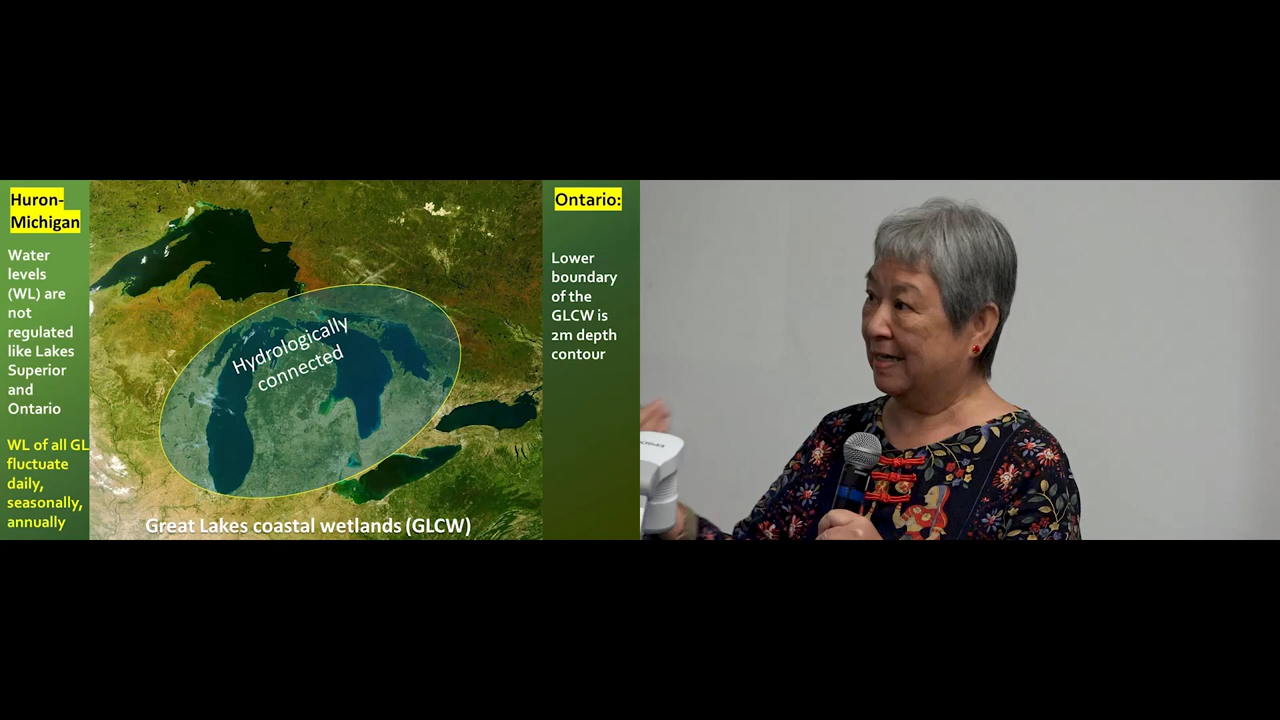 Huron-
Michigan
Water
levels
(WL) are
not
regulated
like Lakes
Superior
and
Ontario
WL of all GL
fluctuate
daily,
seasonally,
annually
Hydrologically
connected
Great Lakes coastal wetlands (GLCW)
Ontario:
Lower
boundary
of the
GLCW is
2m depth
contour